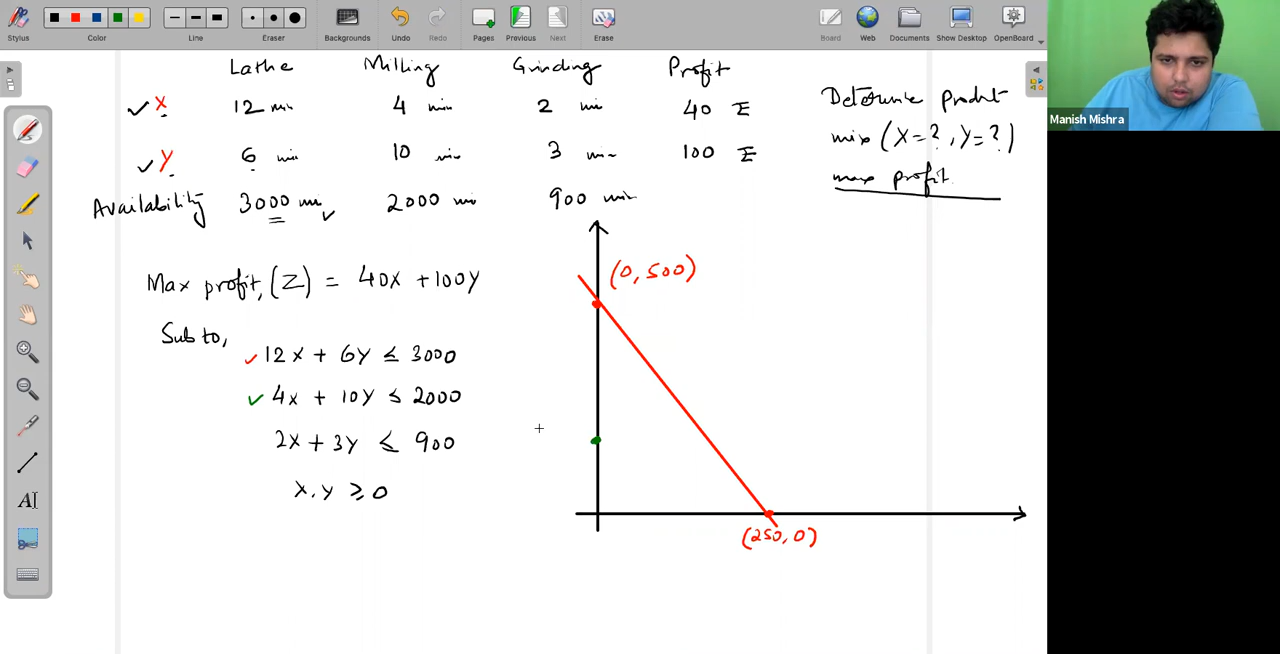 Stylus Color Line Eraser Backgrounds Undo Redo Pages Previous Next Erase Board Web Documents Show Desktop OpenBoard
Manish Mishra
Lathe Milling Grinding Profit
X 12 min 4 min 2 min 40
Y 6 min 10 min 3 min 100
Availability 3000 min 2000 min 900 min
Determine product
mix (X=?, Y=?)
max profit.
Max profit, (Z) = 40X + 100Y
Sub to,
12X + 6Y ≤ 3000
4X + 10Y ≤ 2000
2X + 3Y ≤ 900
X, Y ≥ 0
(0, 500)
(250, 0)
AI